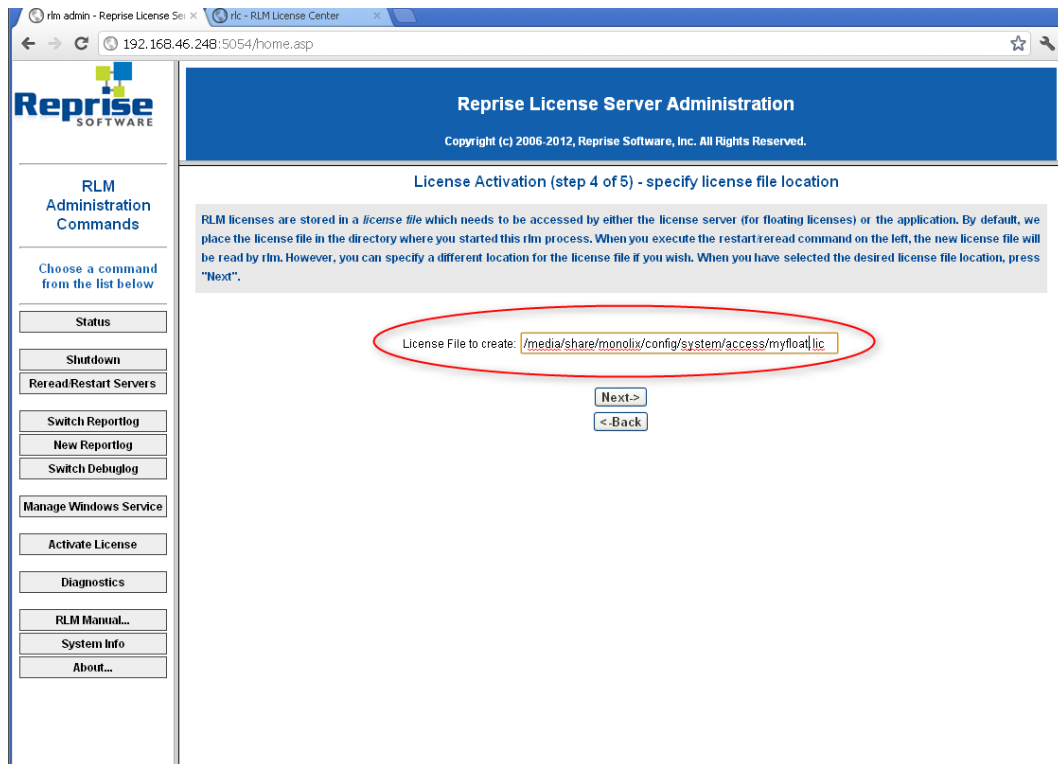 rlm admin - Reprise License Ser
rlc - RLM License Center
192.168.46.248:5054/home.asp
Reprise
SOFTWARE
Reprise License Server Administration
Copyright (c) 2006-2012, Reprise Software, Inc. All Rights Reserved.
RLM
Administration
Commands
Choose a command
from the list below
Status
Shutdown
Reread/Restart Servers
Switch Reportlog
New Reportlog
Switch Debuglog
Manage Windows Service
Activate License
Diagnostics
RLM Manual...
System Info
About...
License Activation (step 4 of 5) - specify license file location
RLM licenses are stored in a license file which needs to be accessed by either the license server (for floating licenses) or the application. By default, we
place the license file in the directory where you started this rlm process. When you execute the restart/reread command on the left, the new license file will
be read by rlm. However, you can specify a different location for the license file if you wish. When you have selected the desired license file location, press
"Next".
License File to create: /media/share/monolix/config/system/access/myfloat.lic
Next->
<-Back